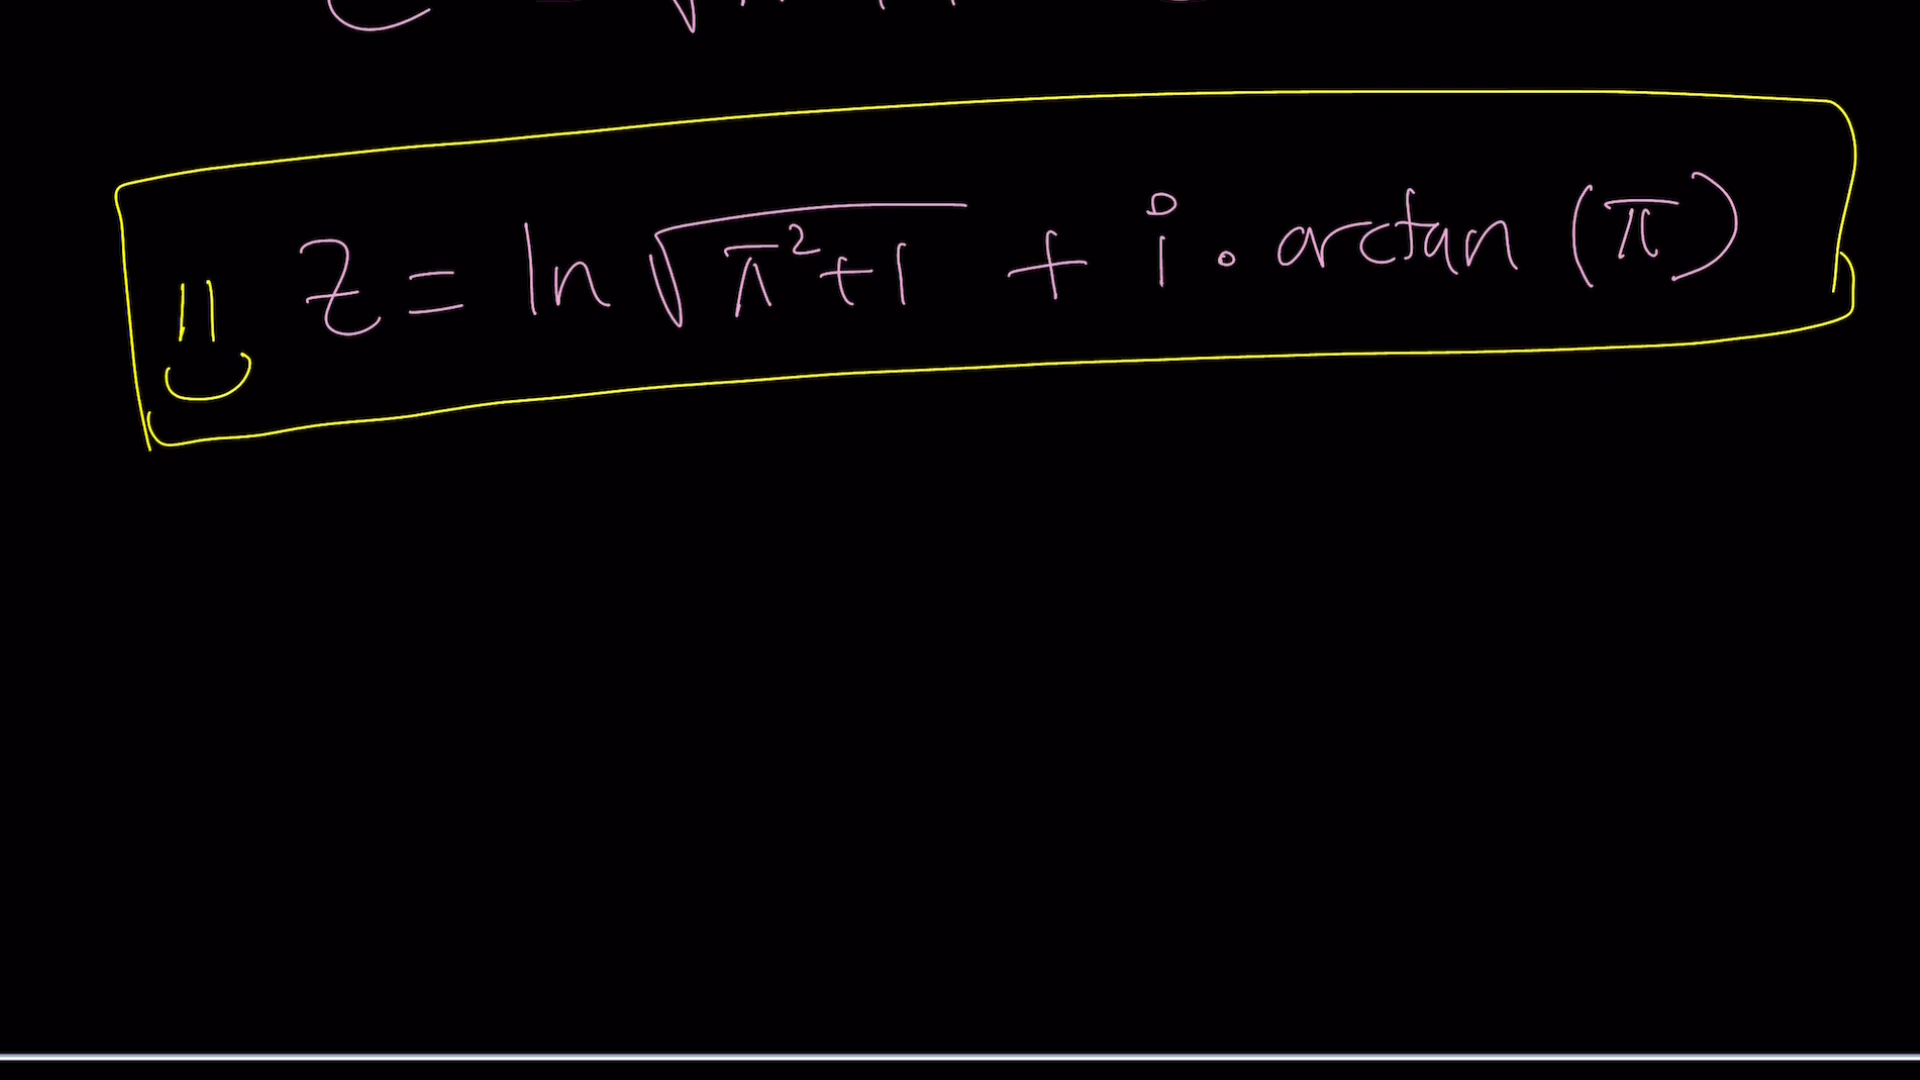 z = ln √(π²+1) + i · arctan (π)